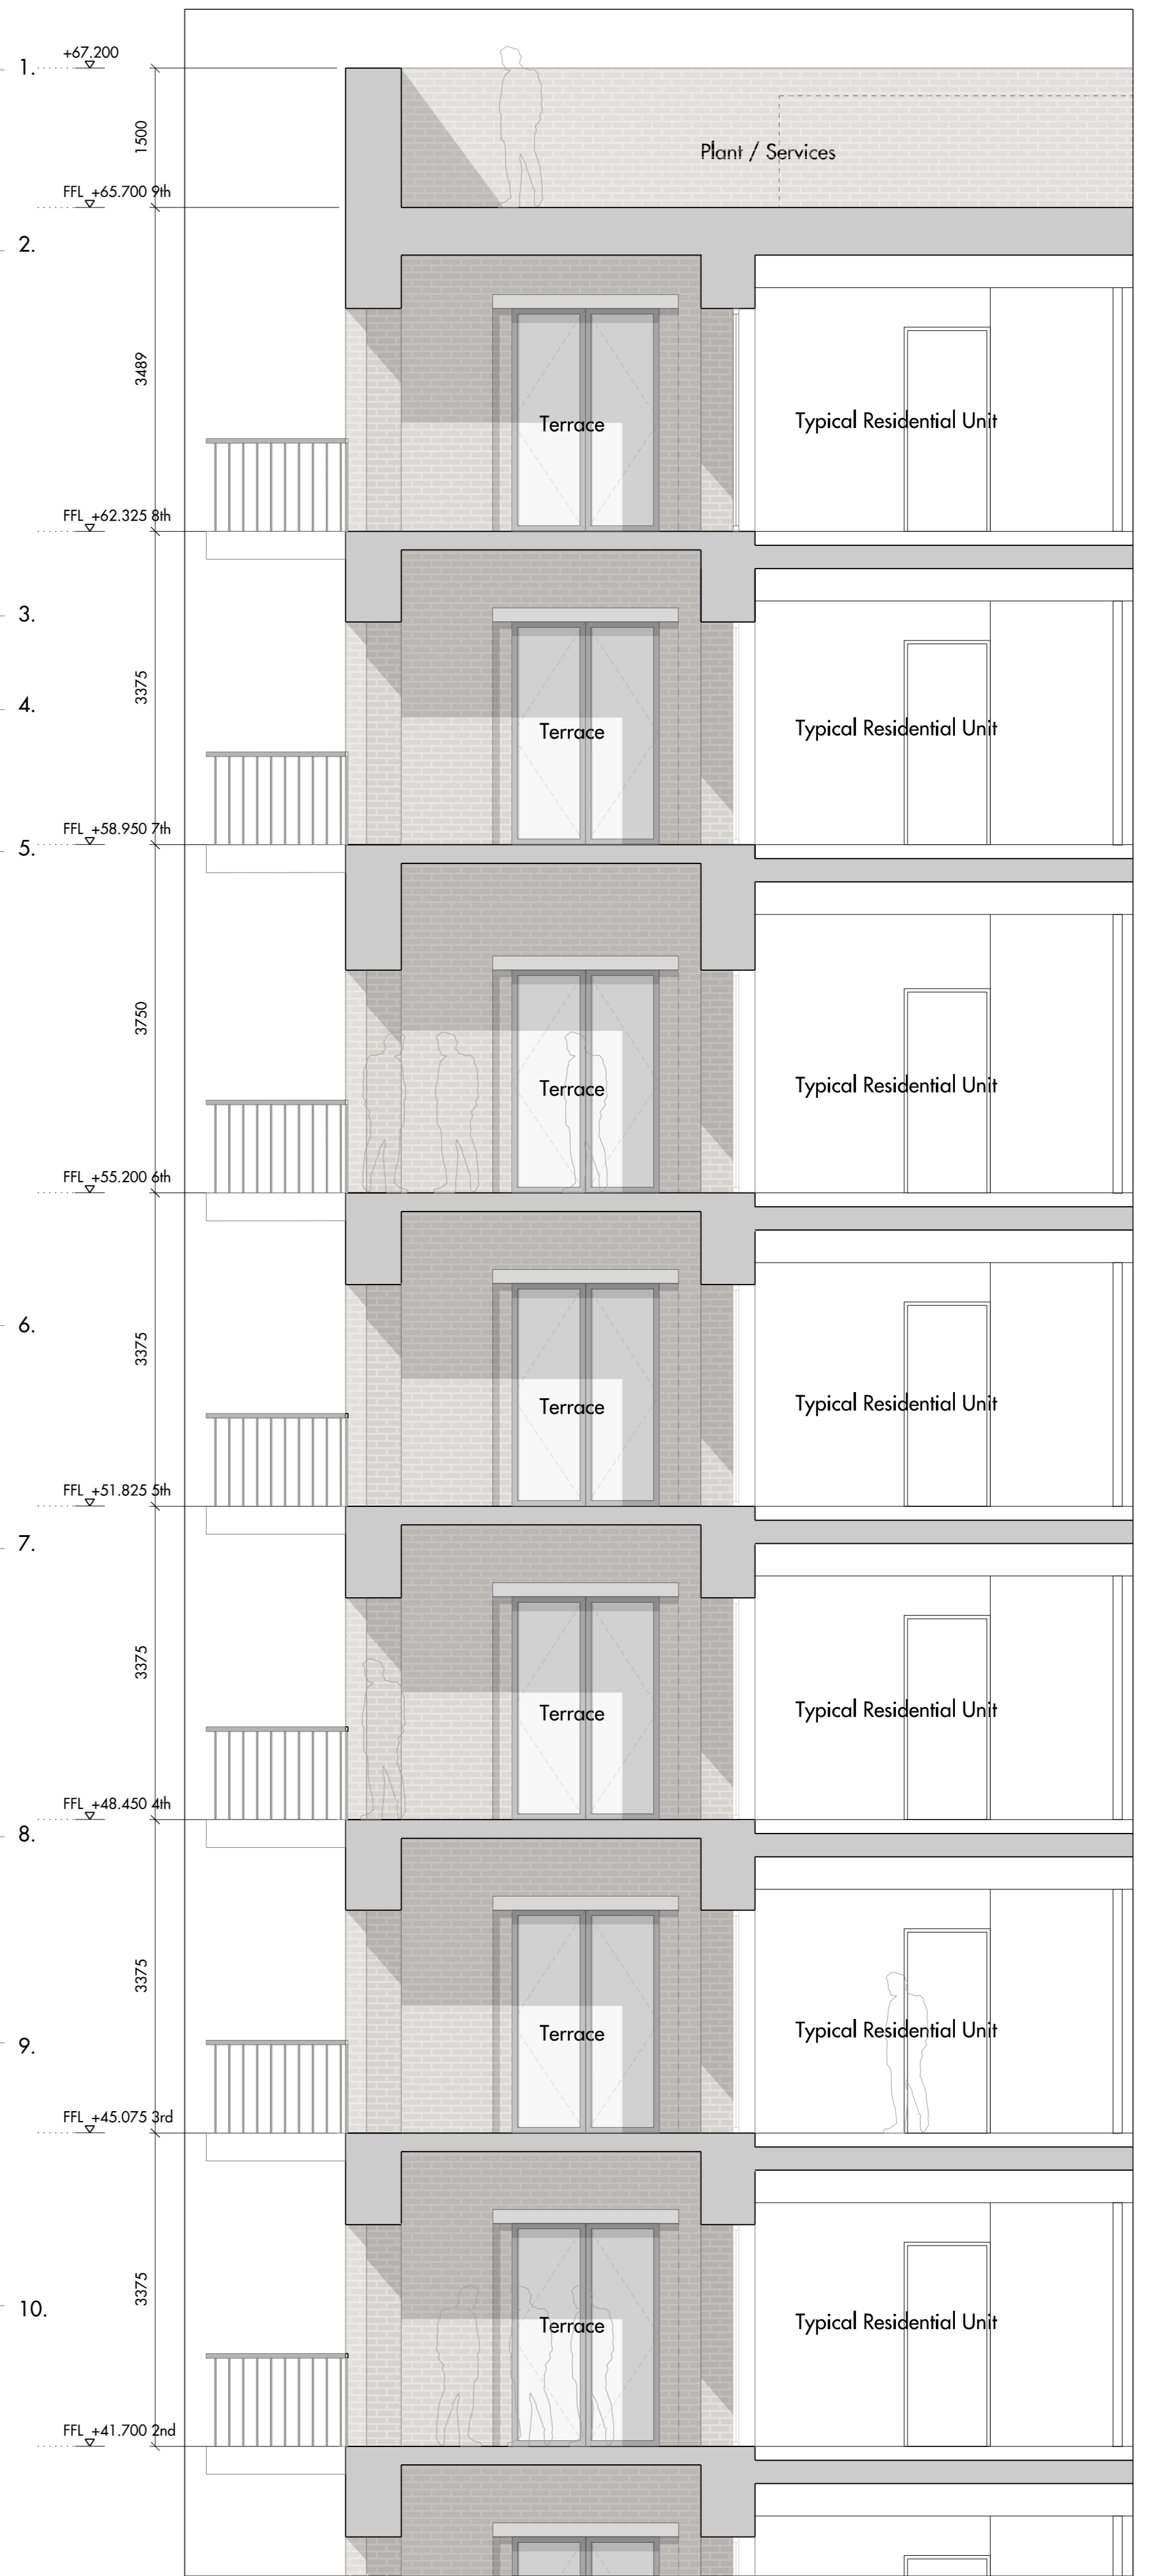 1.
+67.200
1500
Plant / Services
FFL +65.700 9th
2.
3489
Terrace
Typical Residential Unit
FFL +62.325 8th
3.
3375
4.
Terrace
Typical Residential Unit
FFL +58.950 7th
5.
3750
Terrace
Typical Residential Unit
FFL +55.200 6th
6.
3375
Terrace
Typical Residential Unit
FFL +51.825 5th
7.
3375
Terrace
Typical Residential Unit
FFL +48.450 4th
8.
3375
Terrace
Typical Residential Unit
9.
FFL +45.075 3rd
3375
10.
Terrace
Typical Residential Unit
FFL +41.700 2nd